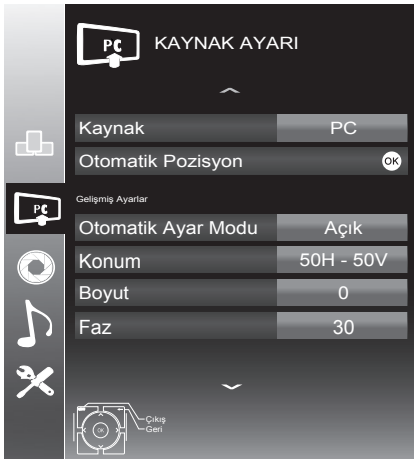 PC KAYNAK AYARI
Kaynak PC
Otomatik Pozisyon OK
PC
Gelişmiş Ayarlar
Otomatik Ayar Modu Açık
Konum 50H - 50V
Boyut 0
Faz 30
OK
Çıkış
Geri